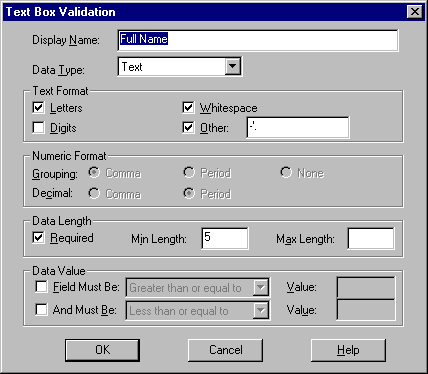 Text Box Validation
Display Name: Full Name
Data Type: Text
Text Format
Letters Whitespace
Digits Other: -'.
Numeric Format
Grouping: Comma Period None
Decimal: Comma Period
Data Length
Required Min Length: 5 Max Length:
Data Value
Field Must Be: Greater than or equal to Value:
And Must Be: Less than or equal to Value:
OK Cancel Help